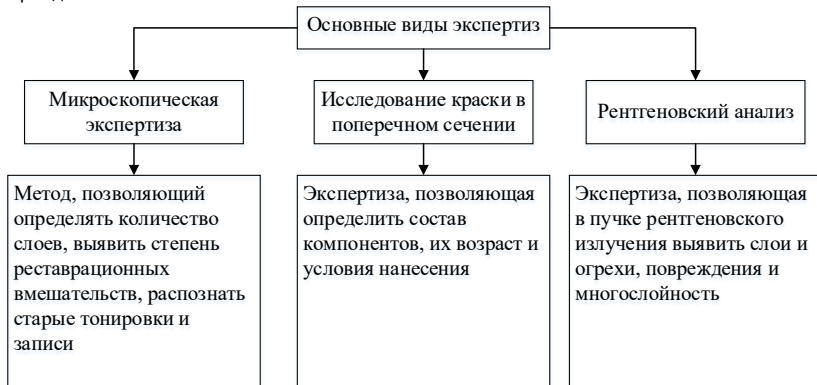 Основные виды экспертиз
Микроскопическая
экспертиза
Исследование краски в
поперечном сечении
Рентгеновский анализ
Метод, позволяющий
определять количество
слоев, выявить степень
реставрационных
вмешательств, распознать
старые тонировки и
записи
Экспертиза, позволяющая
определить состав
компонентов, их возраст и
условия нанесения
Экспертиза, позволяющая
в пучке рентгеновского
излучения выявить слои и
огрехи, повреждения и
многослойность